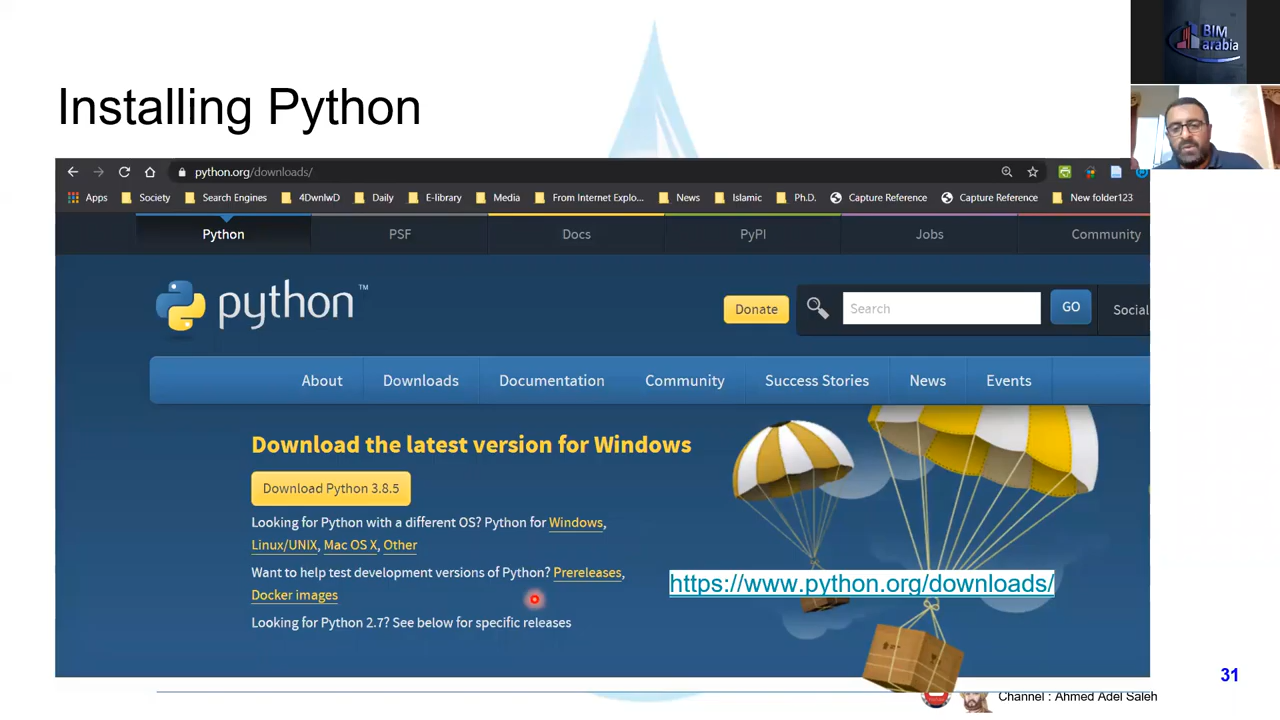 BIM
arabia
Installing Python
python.org/downloads/
Apps Society Search Engines 4DwnlwD Daily E-library Media From Internet Explo... News Islamic Ph.D. Capture Reference Capture Reference New folder123
Python PSF Docs PyPI Jobs Community
python™
Donate Search GO Social
About Downloads Documentation Community Success Stories News Events
Download the latest version for Windows
Download Python 3.8.5
Looking for Python with a different OS? Python for Windows,
Linux/UNIX, Mac OS X, Other
Want to help test development versions of Python? Prereleases,
Docker images
Looking for Python 2.7? See below for specific releases
https://www.python.org/downloads/
31
Channel : Ahmed Adel Saleh